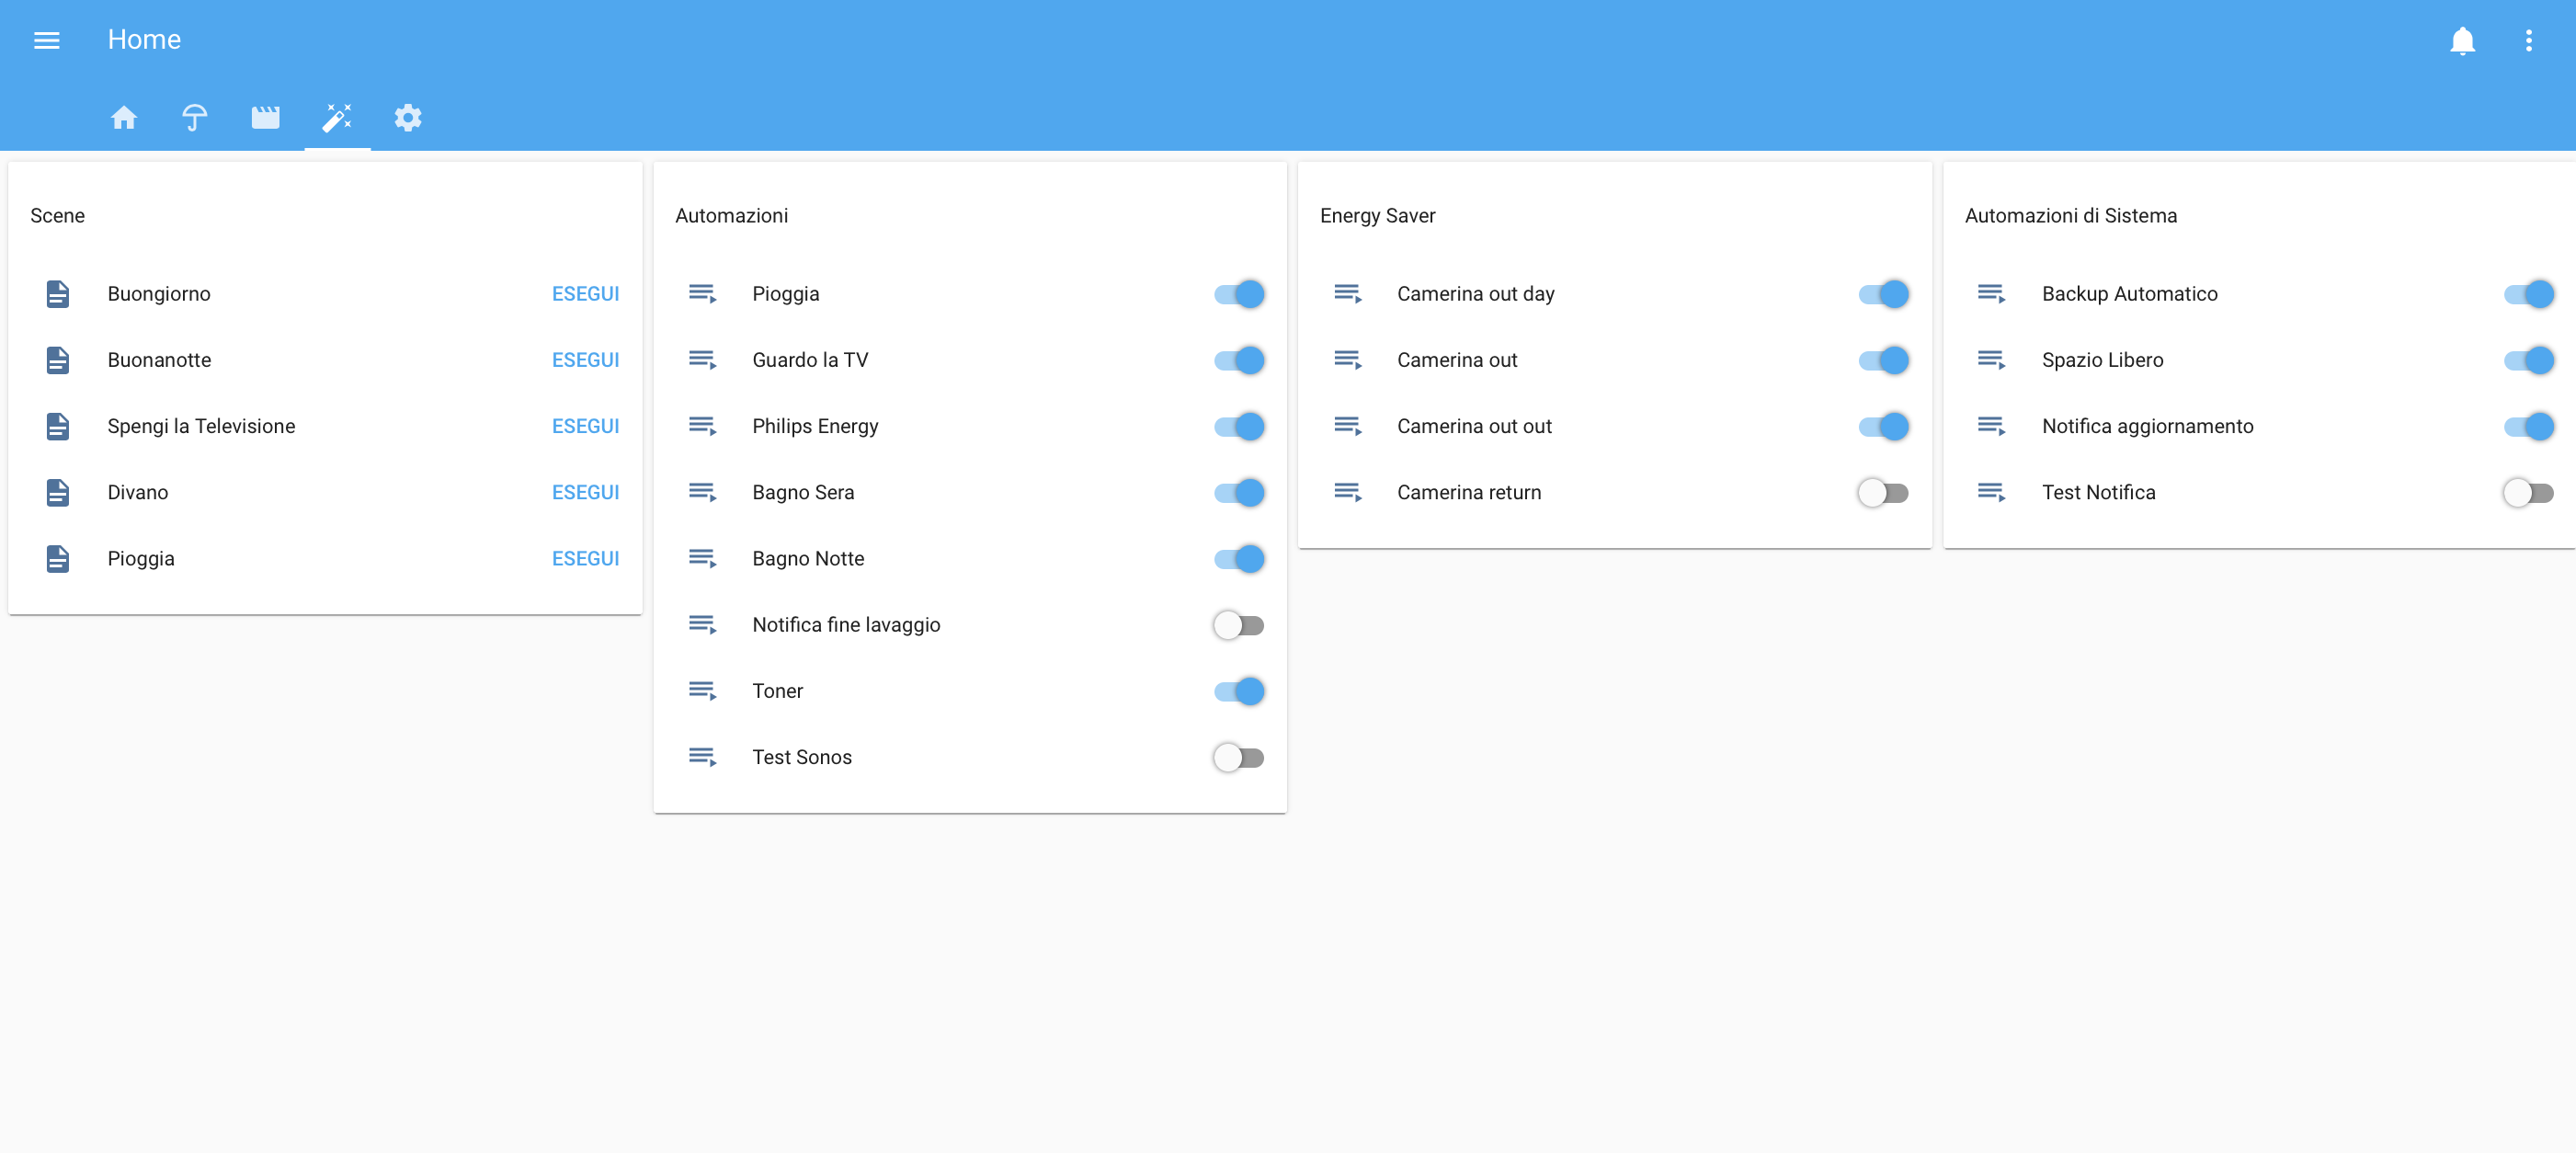 Home
Scene
Buongiorno ESEGUI
Buonanotte ESEGUI
Spengi la Televisione ESEGUI
Divano ESEGUI
Pioggia ESEGUI
Automazioni
Pioggia
Guardo la TV
Philips Energy
Bagno Sera
Bagno Notte
Notifica fine lavaggio
Toner
Test Sonos
Energy Saver
Camerina out day
Camerina out
Camerina out out
Camerina return
Automazioni di Sistema
Backup Automatico
Spazio Libero
Notifica aggiornamento
Test Notifica